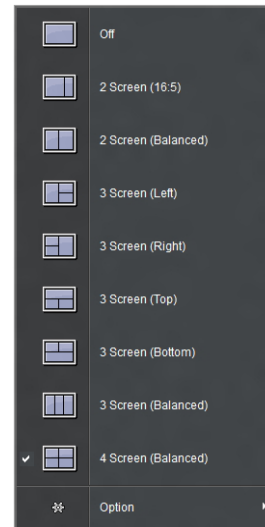 Off
2 Screen (16:5)
2 Screen (Balanced)
3 Screen (Left)
3 Screen (Right)
3 Screen (Top)
3 Screen (Bottom)
3 Screen (Balanced)
4 Screen (Balanced)
Option